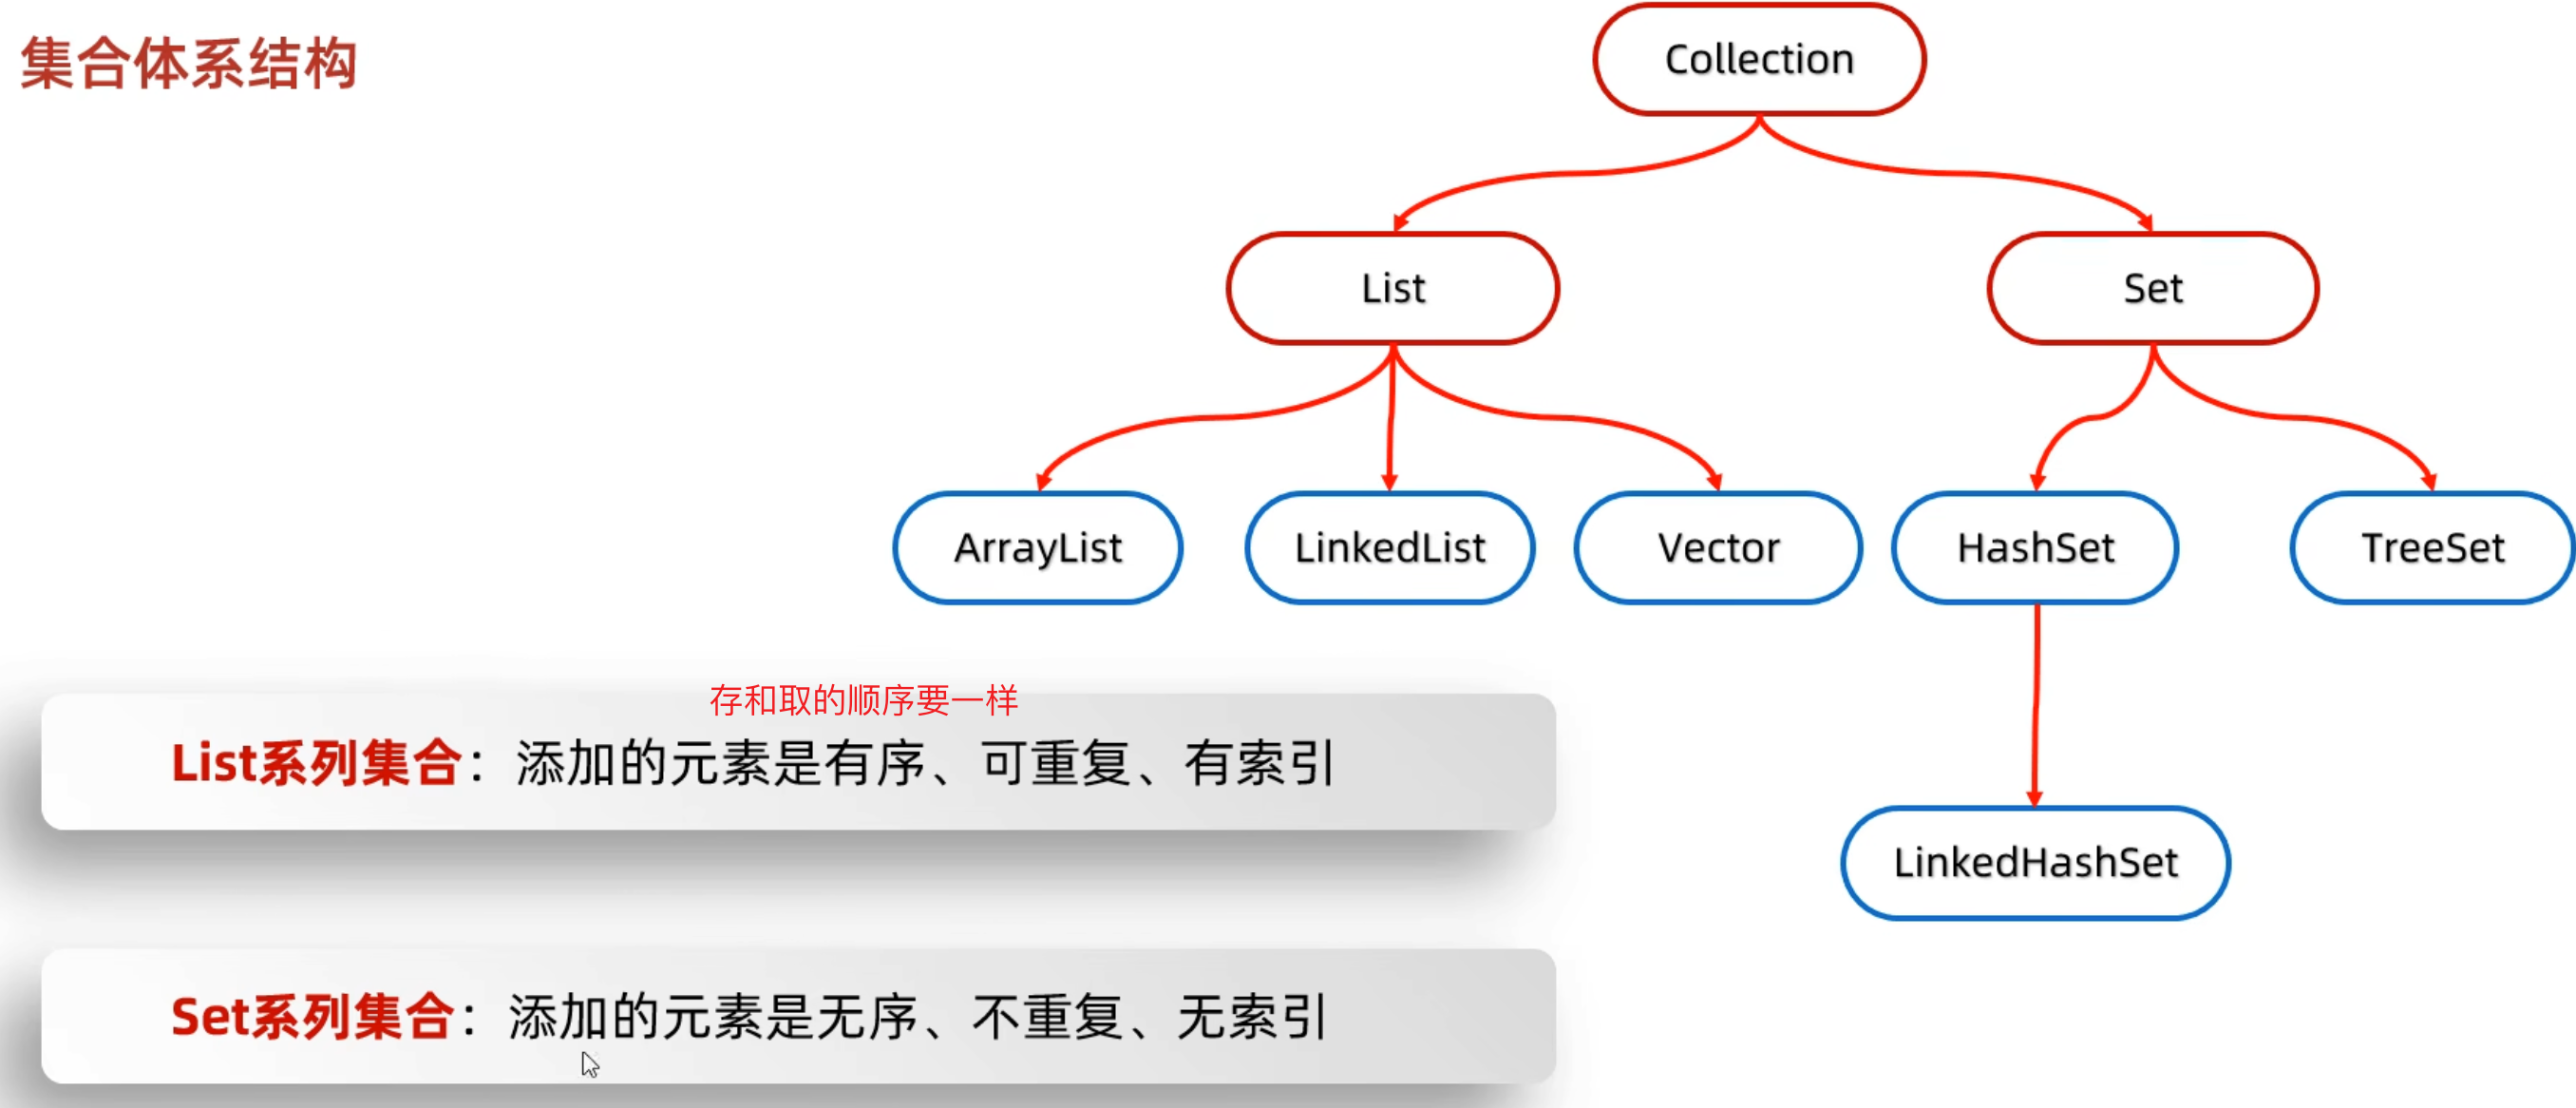 集合体系结构
Collection
List
Set
ArrayList
LinkedList
Vector
HashSet
TreeSet
LinkedHashSet
存和取的顺序要一样
List系列集合：添加的元素是有序、可重复、有索引
Set系列集合：添加的元素是无序、不重复、无索引